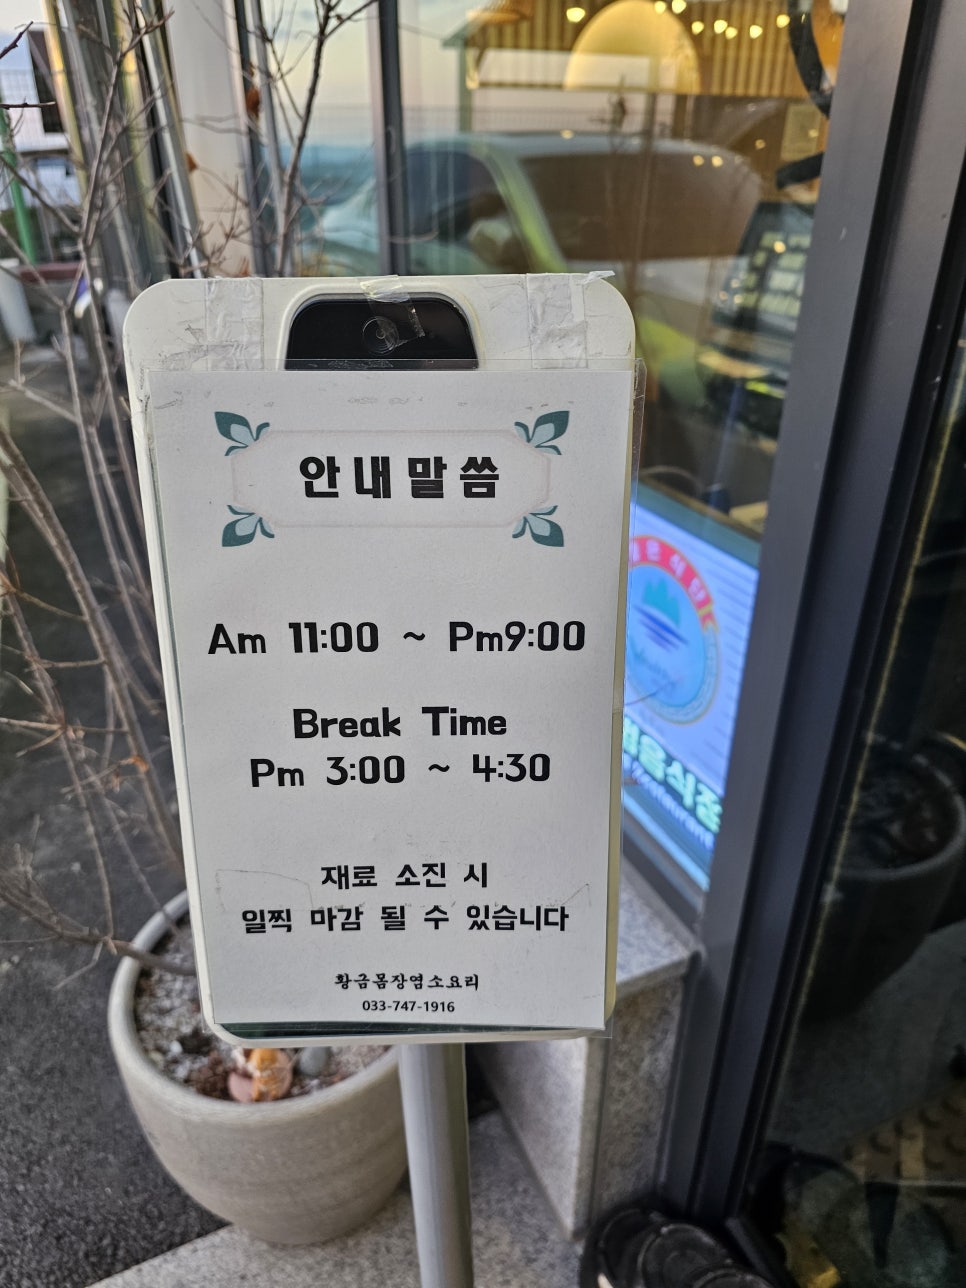 안내말씀
Am 11:00 ~ Pm9:00
Break Time
Pm 3:00 ~ 4:30
재료 소진 시
일찍 마감 될 수 있습니다
황금몸장염소요리
033-747-1916